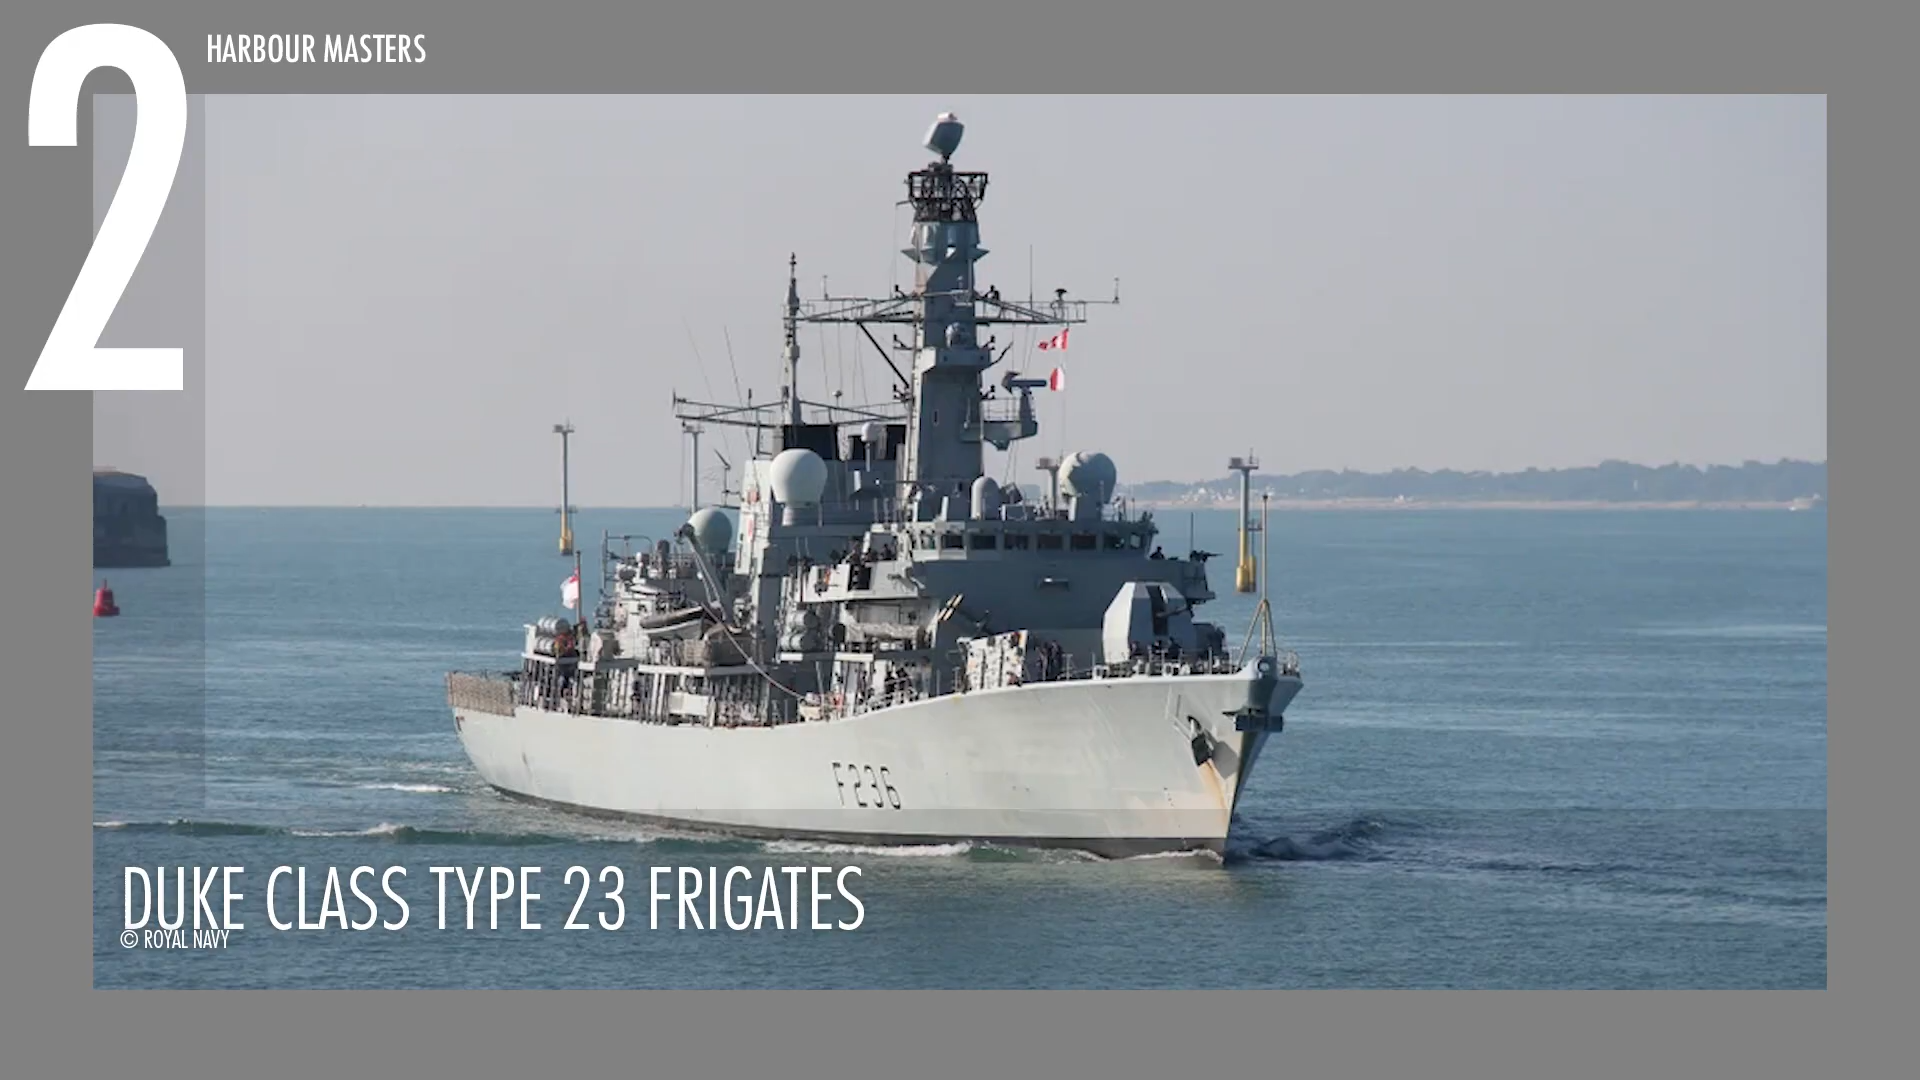 2
HARBOUR MASTERS
F236
DUKE CLASS TYPE 23 FRIGATES
© ROYAL NAVY